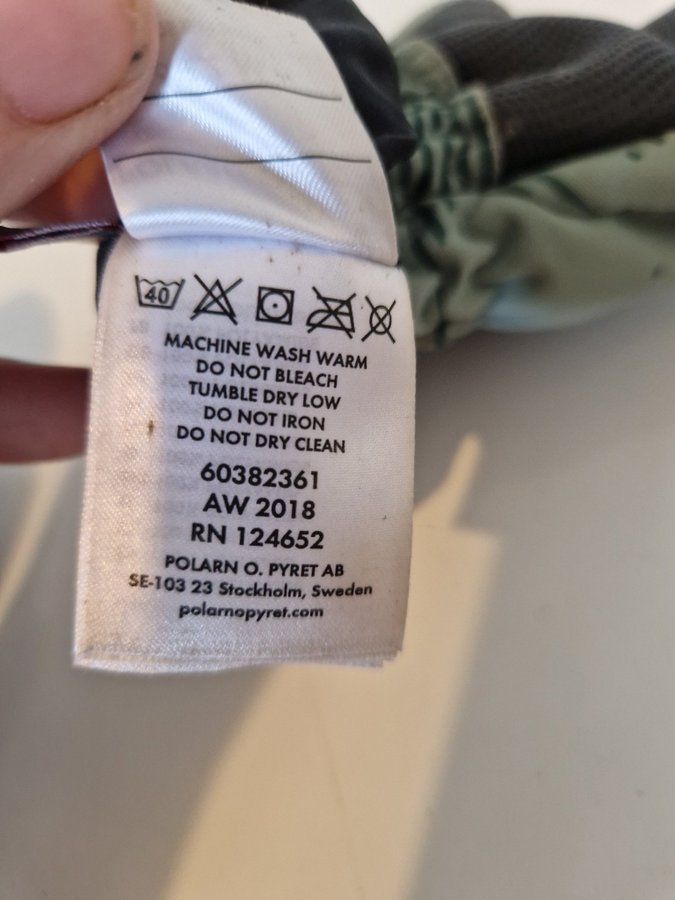 40
MACHINE WASH WARM
DO NOT BLEACH
TUMBLE DRY LOW
DO NOT IRON
DO NOT DRY CLEAN
60382361
AW 2018
RN 124652
POLARN O. PYRET AB
SE-103 23 Stockholm, Sweden
polarnopyret.com